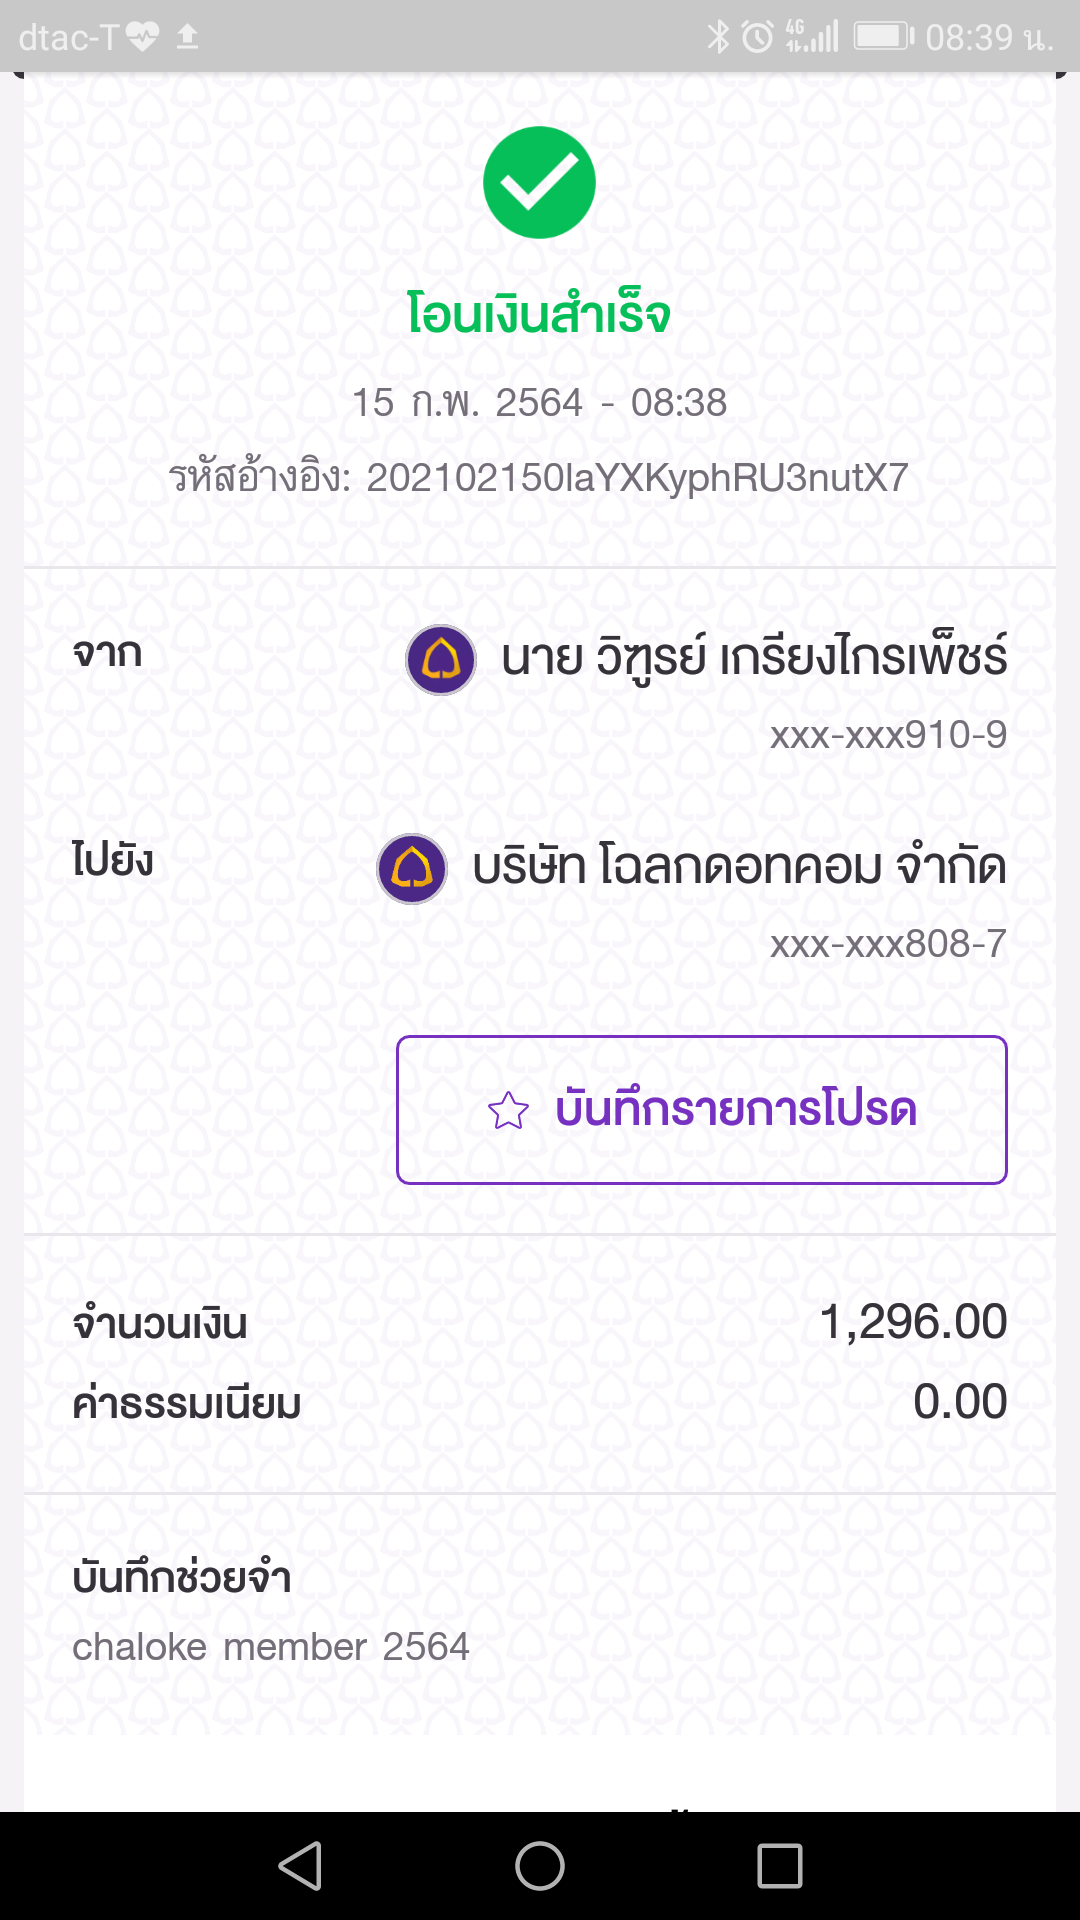 dtac-T 4G 08:39 น.
โอนเงินสำเร็จ
15 ก.พ. 2564 - 08:38
รหัสอ้างอิง: 202102150IaYXKyphRU3nutX7
จาก นาย วิฑูรย์ เกรียงไกรเพ็ชร์
xxx-xxx910-9
ไปยัง บริษัท โฉลกดอทคอม จำกัด
xxx-xxx808-7
บันทึกรายการโปรด
จำนวนเงิน 1,296.00
ค่าธรรมเนียม 0.00
บันทึกช่วยจำ
chaloke member 2564